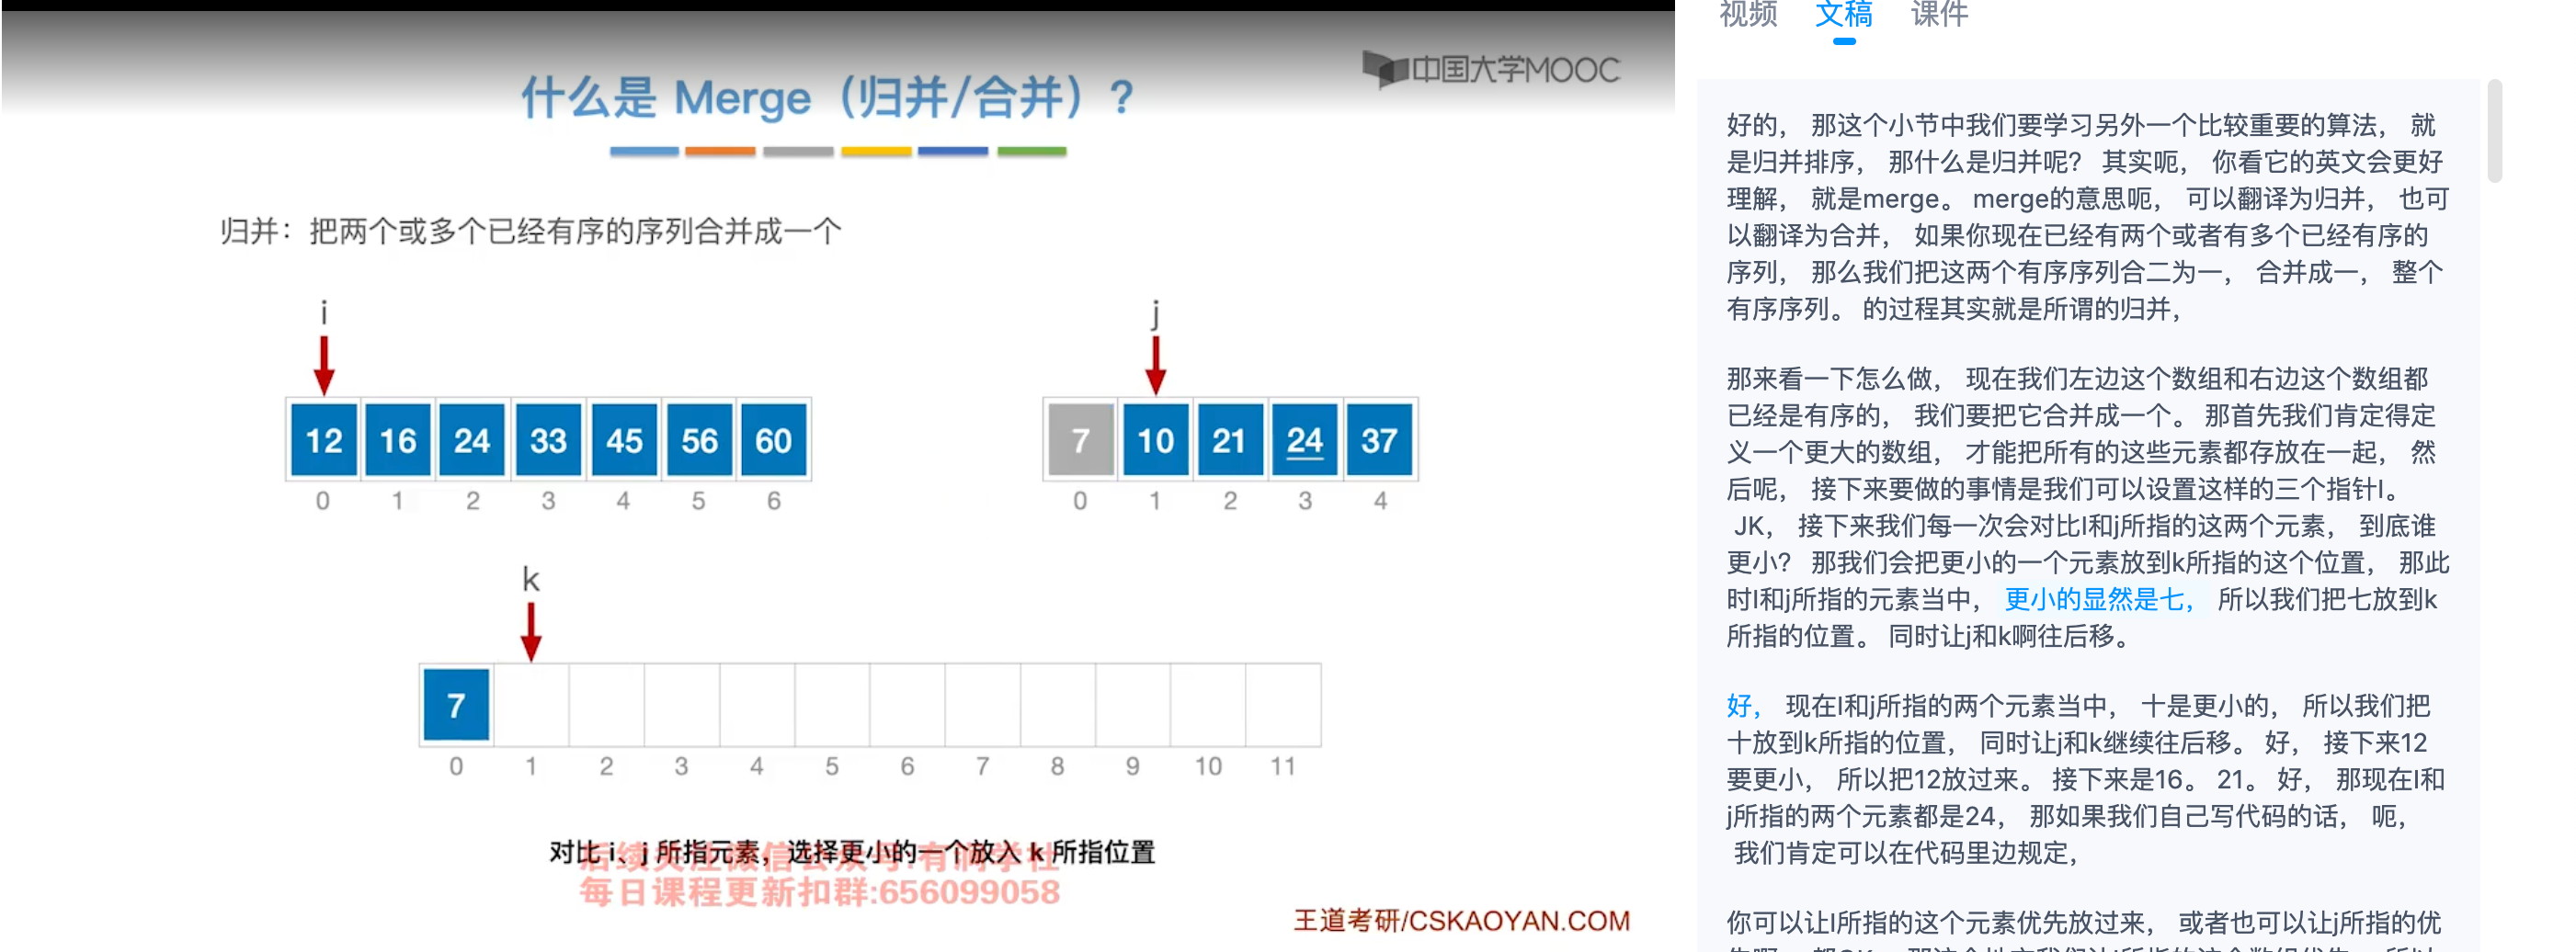 什么是 Merge（归并/合并）？
中国大学MOOC
归并：把两个或多个已经有序的序列合并成一个
i
j
12 16 24 33 45 56 60
7 10 21 24 37
0 1 2 3 4 5 6
0 1 2 3 4
k
7
0 1 2 3 4 5 6 7 8 9 10 11
对比 i、j 所指元素，选择更小的一个放入 k 所指位置
后续关注微信公众号:有润学社
每日课程更新扣群:656099058
王道考研/CSKAOYAN.COM
视频 文稿 课件
好的， 那这个小节中我们要学习另外一个比较重要的算法， 就
是归并排序， 那什么是归并呢？ 其实呃， 你看它的英文会更好
理解， 就是merge。 merge的意思呃， 可以翻译为归并， 也可
以翻译为合并， 如果你现在已经有两个或者有多个已经有序的
序列， 那么我们把这两个有序序列合二为一， 合并成一， 整个
有序序列。 的过程其实就是所谓的归并，
那来看一下怎么做， 现在我们左边这个数组和右边这个数组都
已经是有序的， 我们要把它合并成一个。 那首先我们肯定得定
义一个更大的数组， 才能把所有的这些元素都存放在一起， 然
后呢， 接下来要做的事情是我们可以设置这样的三个指针I。
JK， 接下来我们每一次会对比I和j所指的这两个元素， 到底谁
更小？ 那我们会把更小的一个元素放到k所指的这个位置， 那此
时I和j所指的元素当中， 更小的显然是七， 所以我们把七放到k
所指的位置。 同时让j和k啊往后移。
好， 现在I和j所指的两个元素当中， 十是更小的， 所以我们把
十放到k所指的位置， 同时让j和k继续往后移。 好， 接下来12
要更小， 所以把12放过来。 接下来是16。 21。 好， 那现在I和
j所指的两个元素都是24， 那如果我们自己写代码的话， 呃，
我们肯定可以在代码里边规定，
你可以让I所指的这个元素优先放过来， 或者也可以让j所指的优